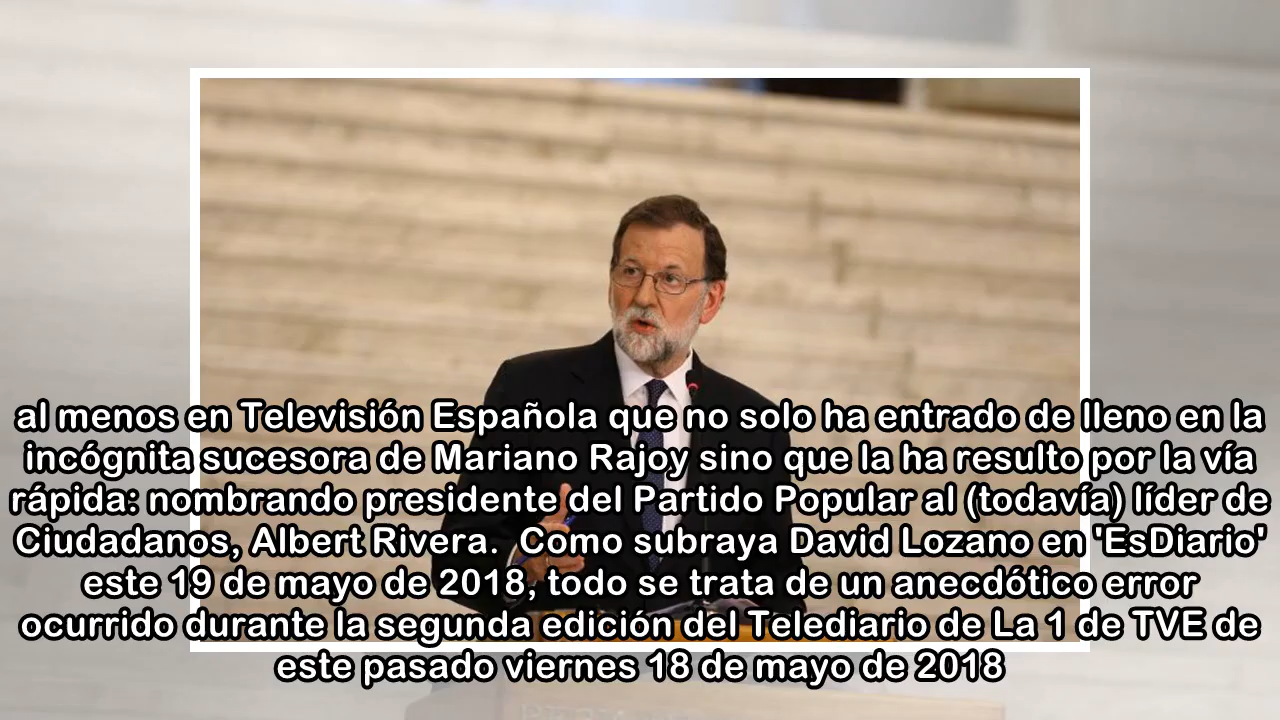 al menos en Televisión Española que no solo ha entrado de lleno en la
incógnita sucesora de Mariano Rajoy sino que la ha resulto por la vía
rápida: nombrando presidente del Partido Popular al (todavía) líder de
Ciudadanos, Albert Rivera.  Como subraya David Lozano en 'EsDiario'
este 19 de mayo de 2018, todo se trata de un anecdótico error
ocurrido durante la segunda edición del Telediario de La 1 de TVE de
este pasado viernes 18 de mayo de 2018